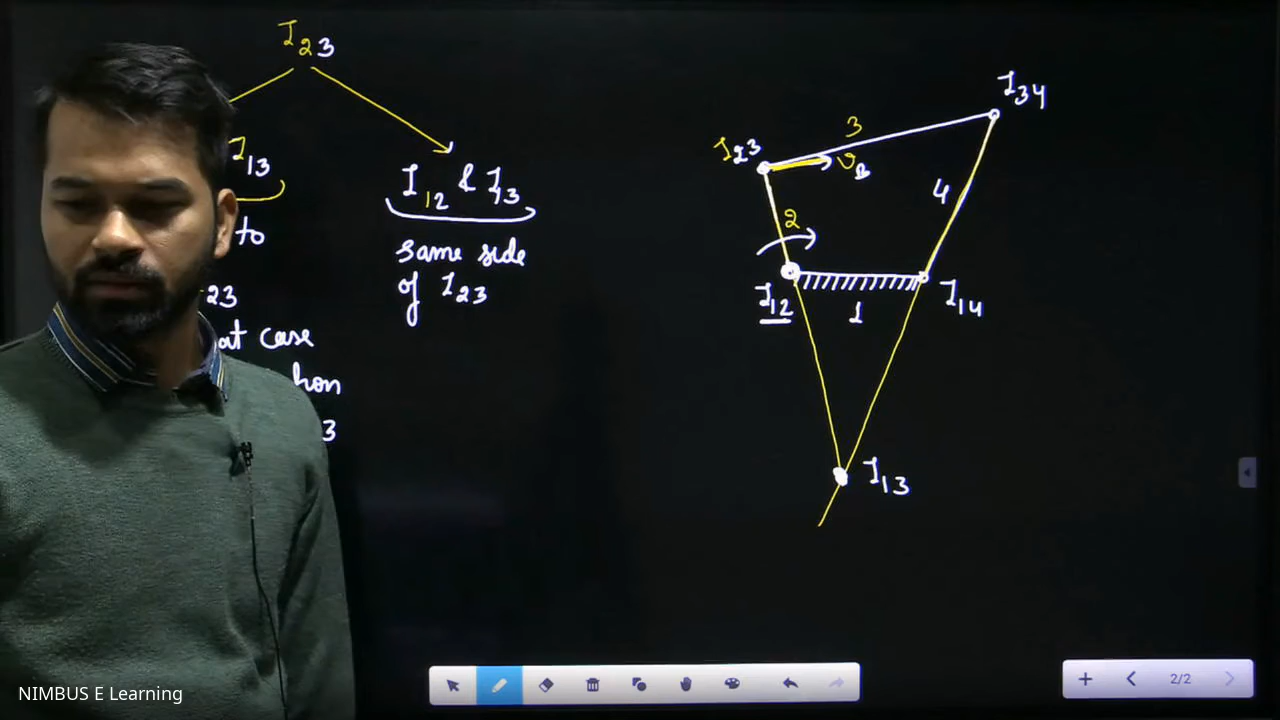 I23
I13
to
23
at case
hon
3
I12 & I13
same side
of I23
I34
3
I23
vB
4
2
I12
1
I14
I13
2/2
NIMBUS E Learning